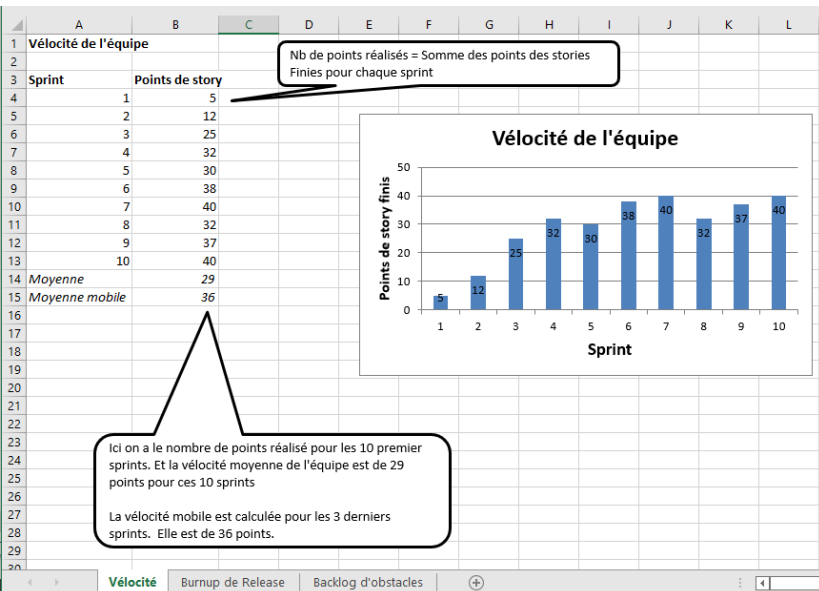 A B C D E F G H I J K L
1 Vélocité de l'équipe
2
3 Sprint Points de story
4 1 5
5 2 12
6 3 25
7 4 32
8 5 30
9 6 38
10 7 40
11 8 32
12 9 37
13 10 40
14 Moyenne 29
15 Moyenne mobile 36
16
17
18
19
20
21
22
23
24
25
26
27
28
29
30
Nb de points réalisés = Somme des points des stories
Finies pour chaque sprint
Vélocité de l'équipe
Points de story finis
50
40
30
20
10
0
5 12 25 32 30 38 40 32 37 40
1 2 3 4 5 6 7 8 9 10
Sprint
Ici on a le nombre de points réalisé pour les 10 premier
sprints. Et la vélocité moyenne de l'équipe est de 29
points pour ces 10 sprints
La vélocité mobile est calculée pour les 3 derniers
sprints. Elle est de 36 points.
Vélocité Burnup de Release Backlog d'obstacles